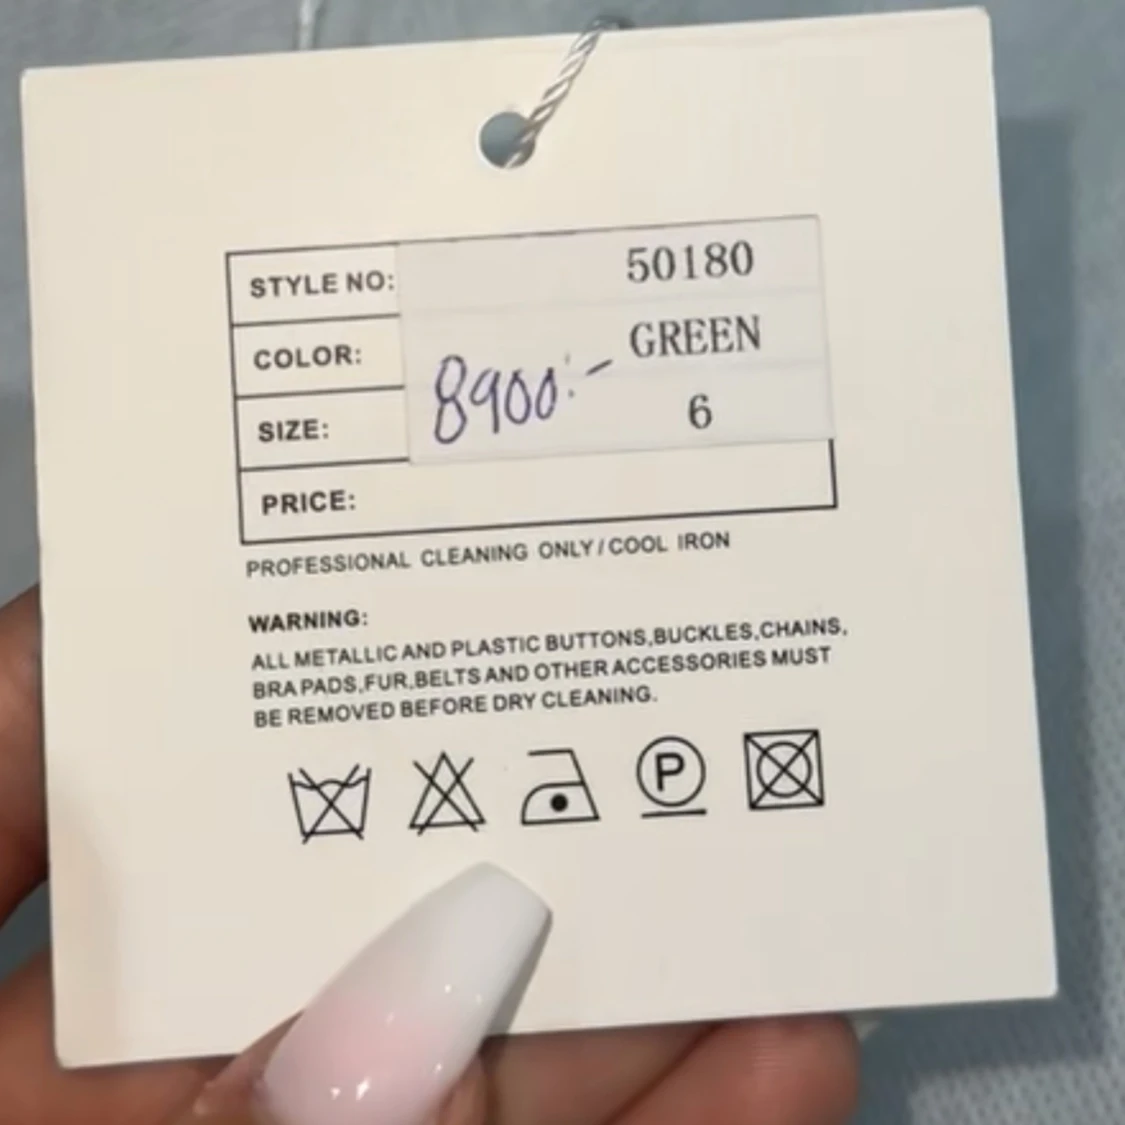 STYLE NO: 50180
COLOR: GREEN
8900:-
SIZE: 6
PRICE:
PROFESSIONAL CLEANING ONLY/COOL IRON
WARNING:
ALL METALLIC AND PLASTIC BUTTONS,BUCKLES,CHAINS,
BRA PADS,FUR,BELTS AND OTHER ACCESSORIES MUST
BE REMOVED BEFORE DRY CLEANING.
P